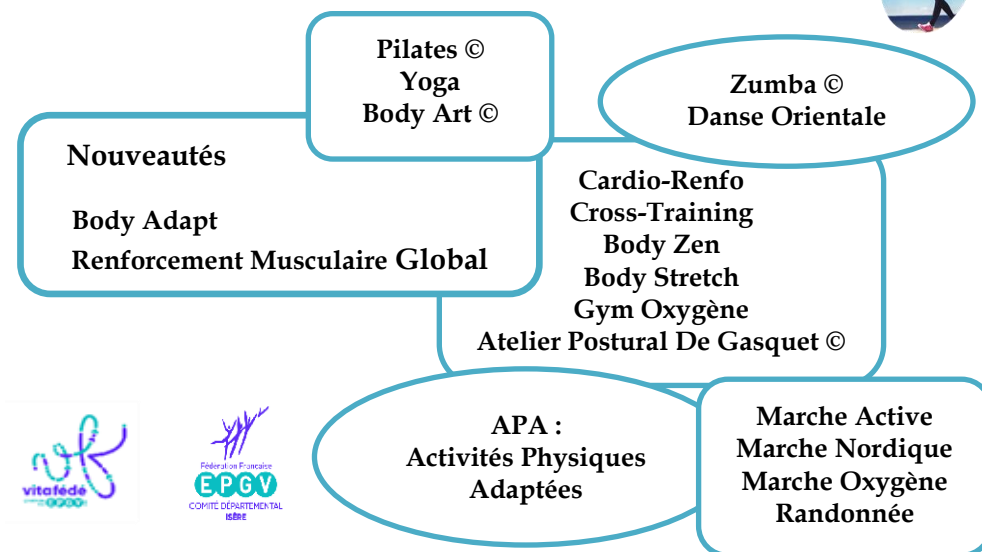 Pilates ©
Yoga
Body Art ©
Zumba ©
Danse Orientale
Nouveautés
Body Adapt
Renforcement Musculaire Global
Cardio-Renfo
Cross-Training
Body Zen
Body Stretch
Gym Oxygène
Atelier Postural De Gasquet ©
APA :
Activités Physiques
Adaptées
Marche Active
Marche Nordique
Marche Oxygène
Randonnée
vitafédé
EPGV
Fédération Française
EPGV
COMITÉ DÉPARTEMENTAL
ISÈRE